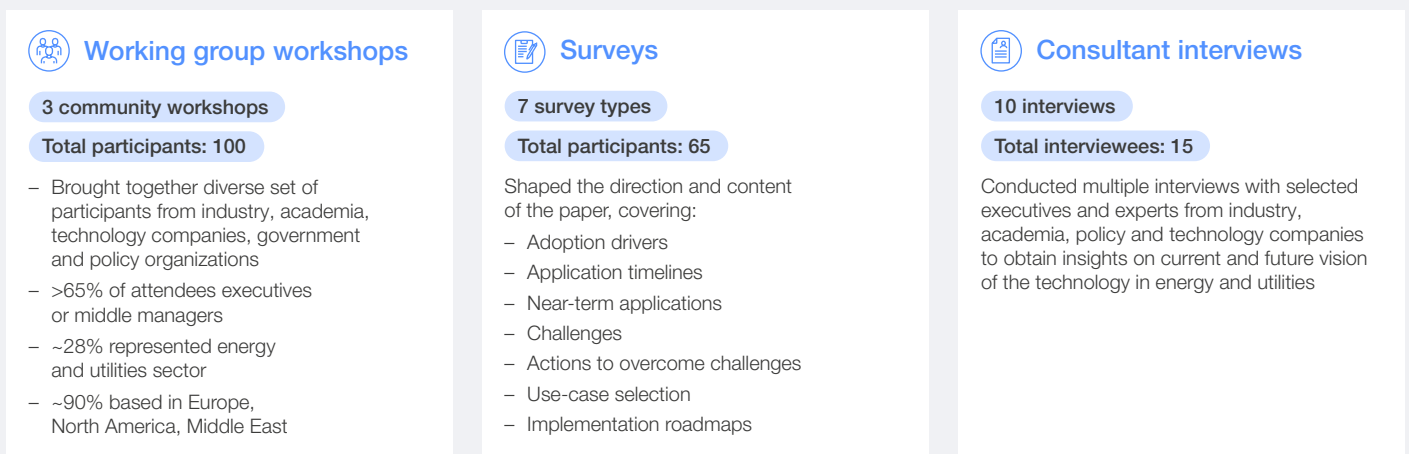 Working group workshops
3 community workshops
Total participants: 100
– Brought together diverse set of
participants from industry, academia,
technology companies, government
and policy organizations
– >65% of attendees executives
or middle managers
– ~28% represented energy
and utilities sector
– ~90% based in Europe,
North America, Middle East
Surveys
7 survey types
Total participants: 65
Shaped the direction and content
of the paper, covering:
– Adoption drivers
– Application timelines
– Near-term applications
– Challenges
– Actions to overcome challenges
– Use-case selection
– Implementation roadmaps
Consultant interviews
10 interviews
Total interviewees: 15
Conducted multiple interviews with selected
executives and experts from industry,
academia, policy and technology companies
to obtain insights on current and future vision
of the technology in energy and utilities